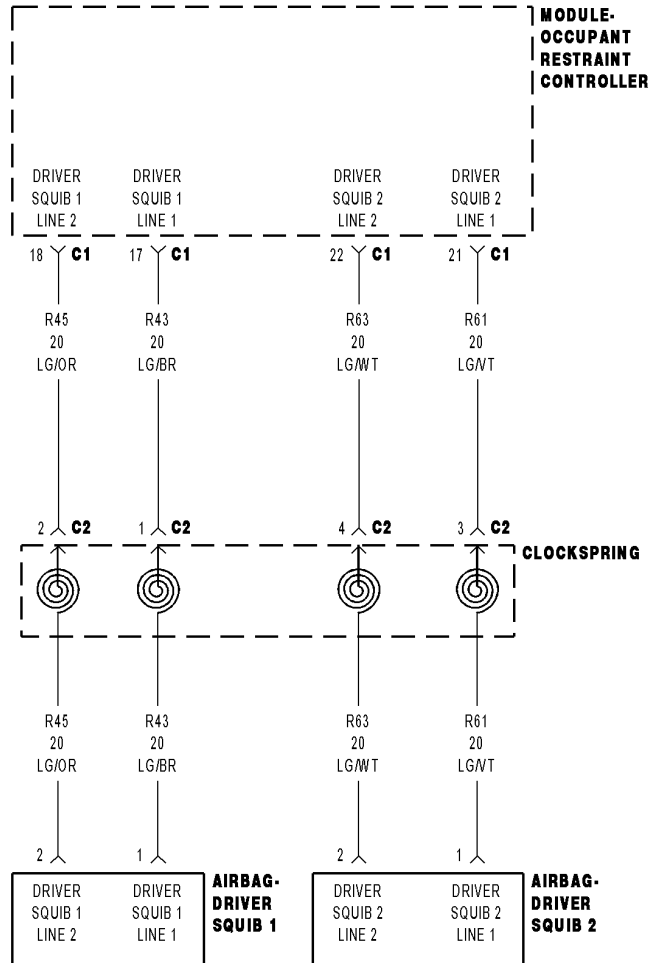 MODULE-
OCCUPANT
RESTRAINT
CONTROLLER
DRIVER DRIVER DRIVER DRIVER
SQUIB 1 SQUIB 1 SQUIB 2 SQUIB 2
LINE 2 LINE 1 LINE 2 LINE 1
18 C1 17 C1 22 C1 21 C1
R45 R43 R63 R61
20 20 20 20
LG/OR LG/BR LG/WT LG/VT
2 C2 1 C2 4 C2 3 C2
CLOCKSPRING
R45 R43 R63 R61
20 20 20 20
LG/OR LG/BR LG/WT LG/VT
2 1 2 1
AIRBAG-
DRIVER
SQUIB 1
AIRBAG-
DRIVER
SQUIB 2
DRIVER DRIVER DRIVER DRIVER
SQUIB 1 SQUIB 1 SQUIB 2 SQUIB 2
LINE 2 LINE 1 LINE 2 LINE 1